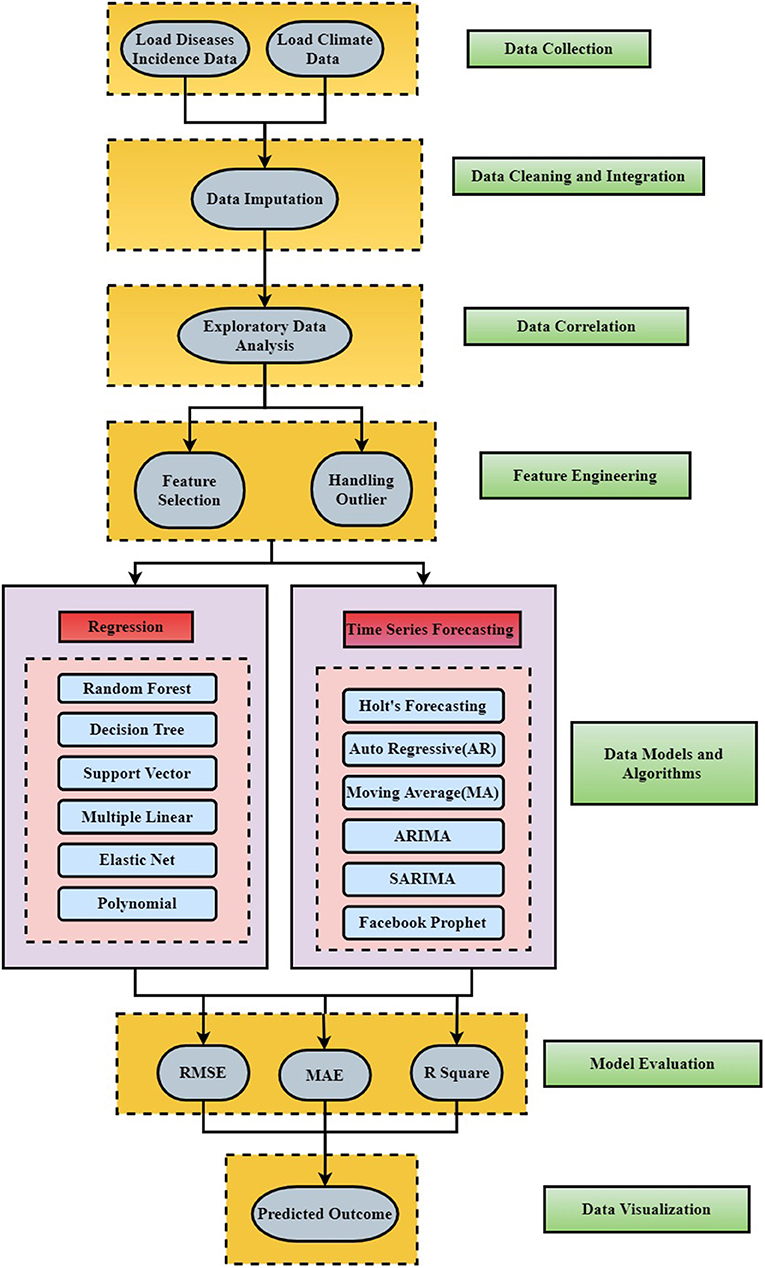 Load Diseases
Incidence Data
Load Climate
Data
Data Collection
Data Imputation
Data Cleaning and Integration
Exploratory Data
Analysis
Data Correlation
Feature
Selection
Handling
Outlier
Feature Engineering
Regression
Random Forest
Decision Tree
Support Vector
Multiple Linear
Elastic Net
Polynomial
Time Series Forecasting
Holt's Forecasting
Auto Regressive(AR)
Moving Average(MA)
ARIMA
SARIMA
Facebook Prophet
Data Models and
Algorithms
RMSE
MAE
R Square
Model Evaluation
Predicted Outcome
Data Visualization